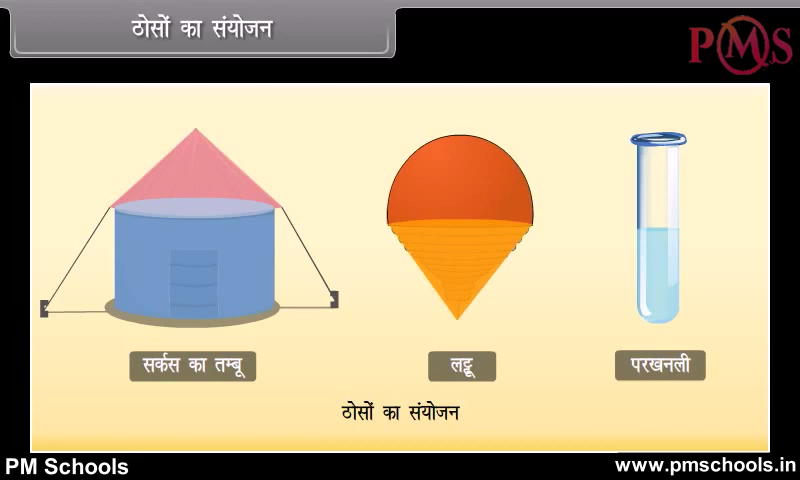 ठोसों का संयोजन
PMS
सर्कस का तम्बू
लट्टू
परखनली
ठोसों का संयोजन
PM Schools
www.pmschools.in